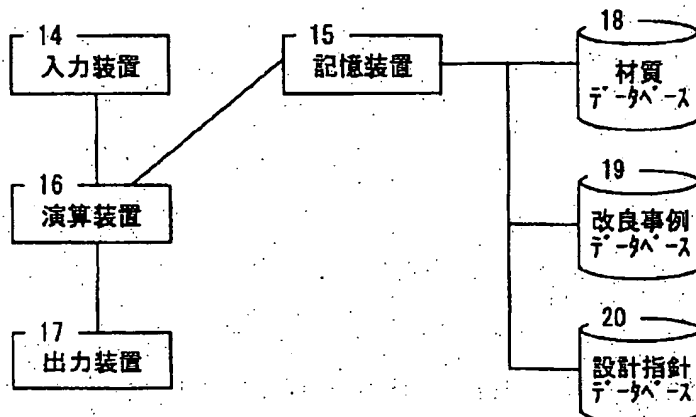 14
入力装置
15
記憶装置
18
材質
データベース
16
演算装置
19
改良事例
データベース
17
出力装置
20
設計指針
データベース